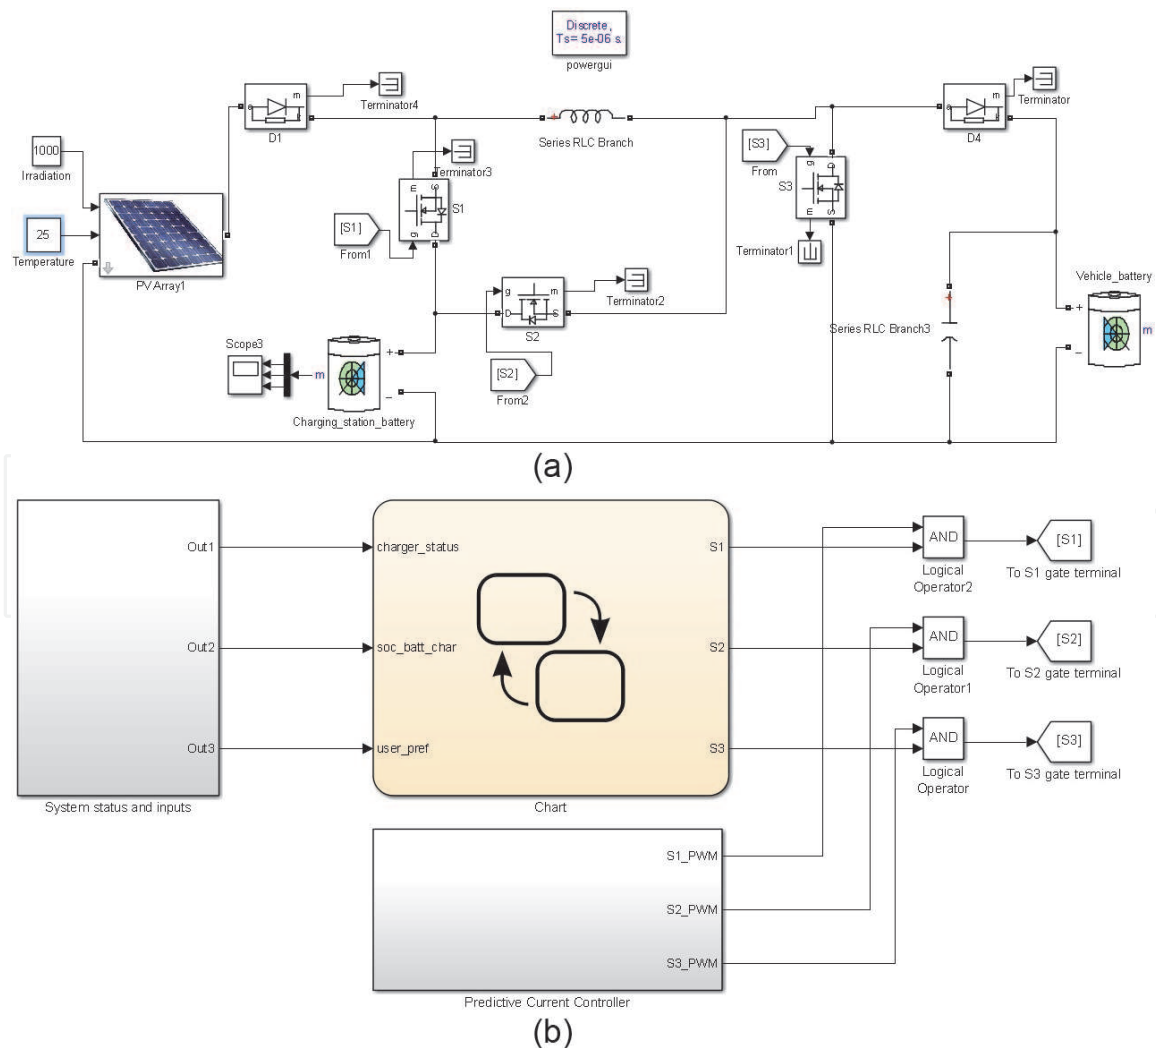 Discrete,
Ts= 5e-06 s.
powergui
m
a
k
D1
Terminator4
Series RLC Branch
m
a
k
D4
Terminator
1000
Irradiation
25
Temperature
PV Array1
Terminator3
m
S
g
D
S1
[S1]
From1
[S3]
From
g
D
m
S
S3
Terminator1
g
m
D
S
S2
Terminator2
[S2]
From2
Scope3
m
+
_
Charging_station_battery
Series RLC Branch3
Vehicle_battery
+
_
m
(a)
Out1
Out2
Out3
System status and inputs
charger_status
soc_batt_char
user_pref
S1
S2
S3
Chart
AND
Logical
Operator2
[S1]
To S1 gate terminal
AND
Logical
Operator1
[S2]
To S2 gate terminal
AND
Logical
Operator
[S3]
To S3 gate terminal
S1_PWM
S2_PWM
S3_PWM
Predictive Current Controller
(b)